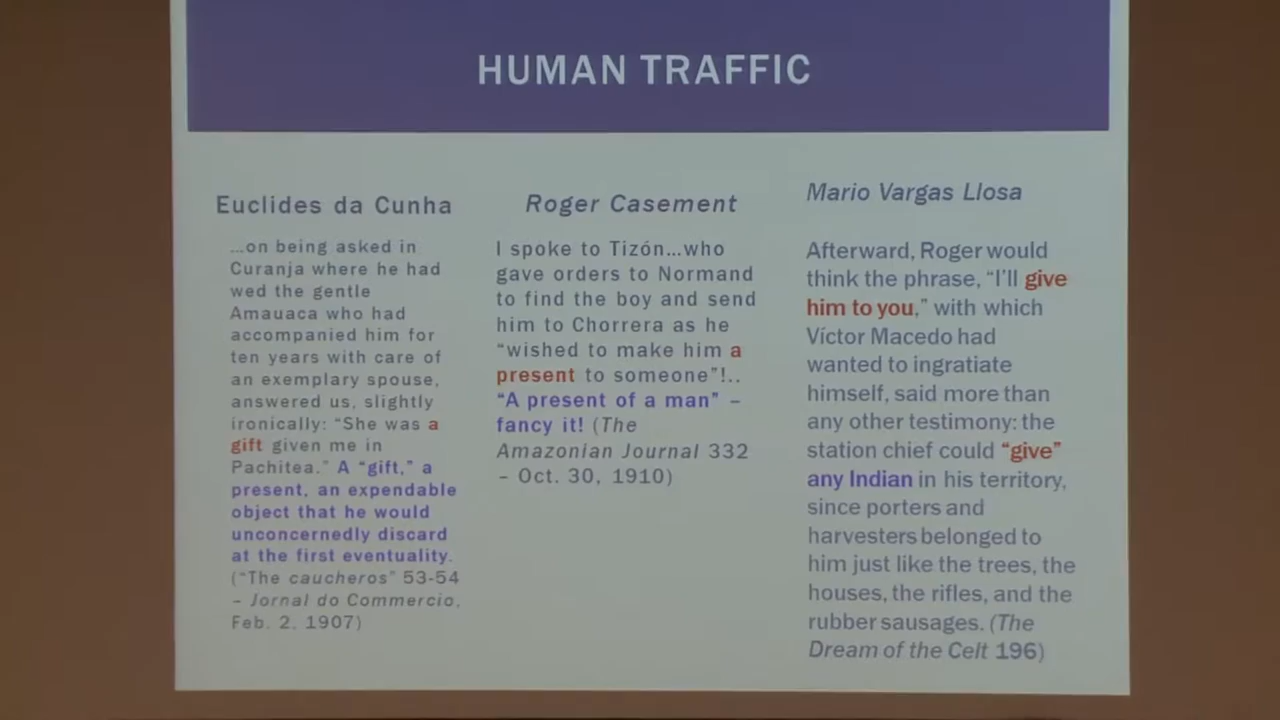 HUMAN TRAFFIC
Euclides da Cunha
...on being asked in
Curanja where he had
wed the gentle
Amauaca who had
accompanied him for
ten years with care of
an exemplary spouse,
answered us, slightly
ironically: “She was a
gift given me in
Pachitea.” A “gift,” a
present, an expendable
object that he would
unconcernedly discard
at the first eventuality.
(“The caucheros” 53-54
– Jornal do Commercio,
Feb. 2, 1907)
Roger Casement
I spoke to Tizón...who
gave orders to Normand
to find the boy and send
him to Chorrera as he
“wished to make him a
present to someone”!..
“A present of a man” –
fancy it! (The
Amazonian Journal 332
– Oct. 30, 1910)
Mario Vargas Llosa
Afterward, Roger would
think the phrase, “I’ll give
him to you,” with which
Víctor Macedo had
wanted to ingratiate
himself, said more than
any other testimony: the
station chief could “give”
any Indian in his territory,
since porters and
harvesters belonged to
him just like the trees, the
houses, the rifles, and the
rubber sausages. (The
Dream of the Celt 196)